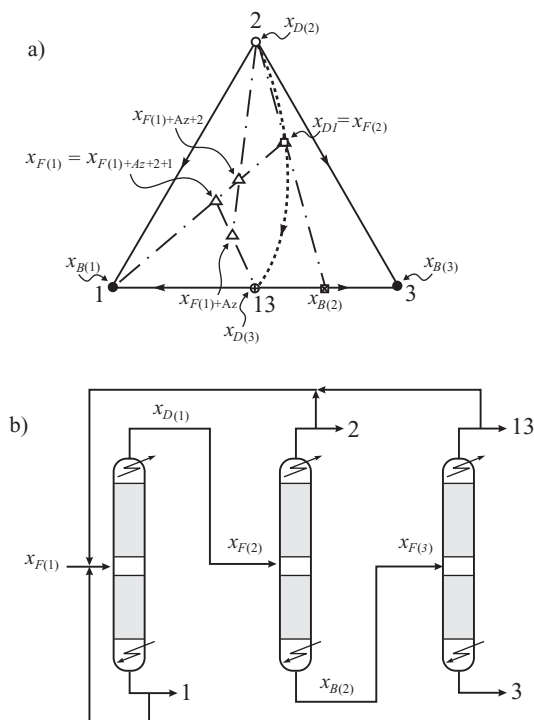 a)
2
x_{D(2)}
x_{F(1)+Az+2}
x_{D1}=x_{F(2)}
x_{F(1)} = x_{F(1)+Az+2+1}
x_{B(1)}
x_{B(3)}
1
x_{F(1)+Az}
13
x_{B(2)}
3
x_{D(3)}
b)
x_{D(1)}
2
13
x_{F(1)}
x_{F(2)}
x_{F(3)}
1
x_{B(2)}
3